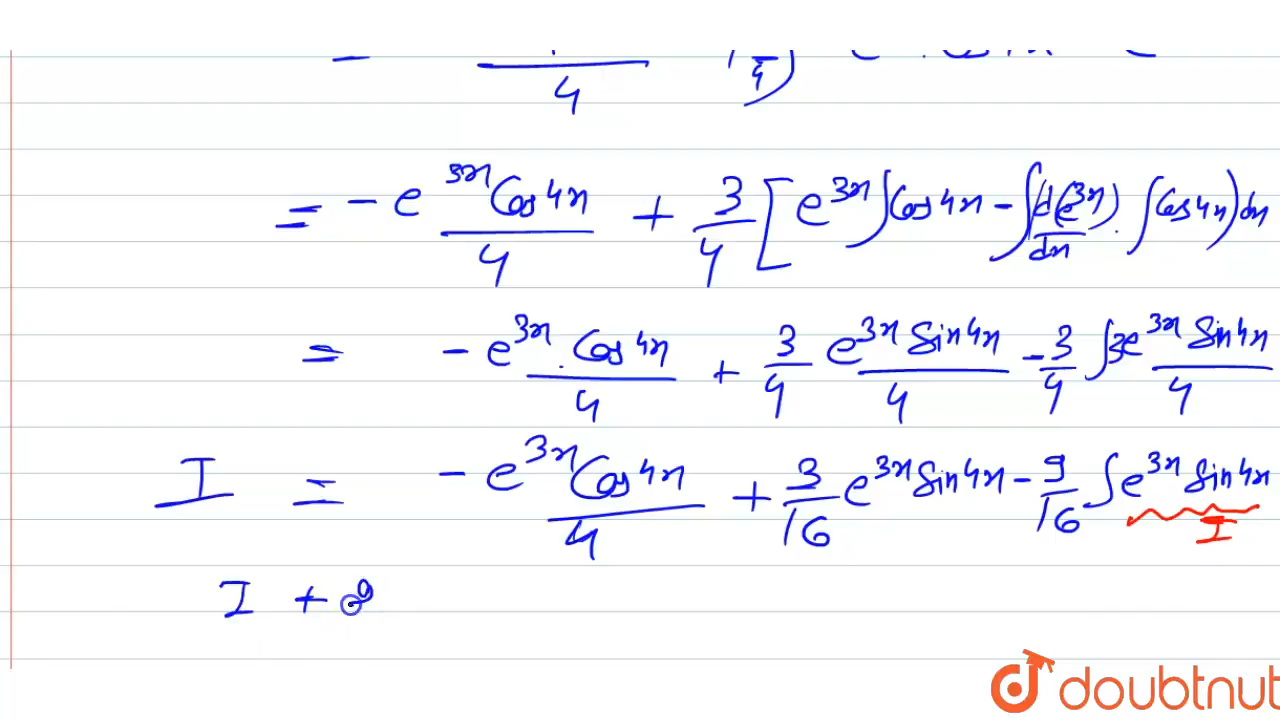 4
= - e^{3x} Cos 4x / 4 + 3/4 [ e^{3x} ∫ Cos 4x - ∫ ( d(e^{3x})/dx . ∫ Cos 4x ) dx
= - e^{3x} . Cos 4x / 4 + 3/4 e^{3x} Sin 4x / 4 - 3/4 ∫ 3e^{3x} Sin 4x / 4
I = - e^{3x} Cos 4x / 4 + 3/16 e^{3x} Sin 4x - 9/16 ∫ e^{3x} Sin 4x
I
I + 9
doubtnut